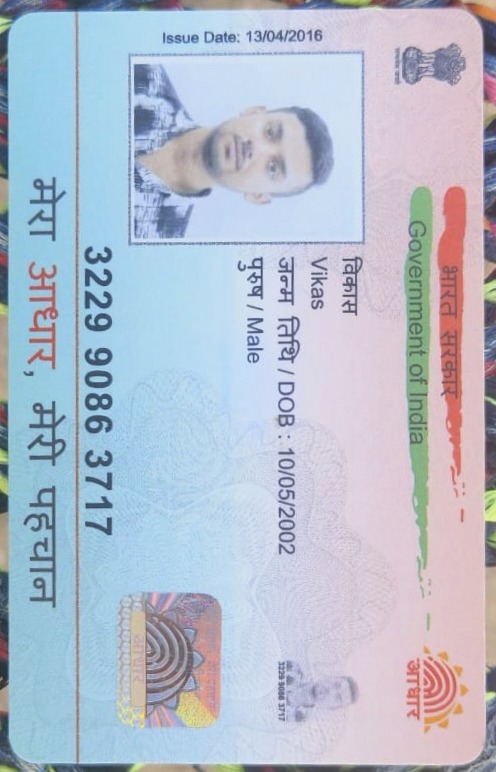 Issue Date: 13/04/2016
भारत सरकार
Government of India
विकास
Vikas
जन्म तिथि / DOB : 10/05/2002
पुरुष / Male
3229 9086 3717
3229 9086 3717
आधार
आधार
मेरा आधार, मेरी पहचान